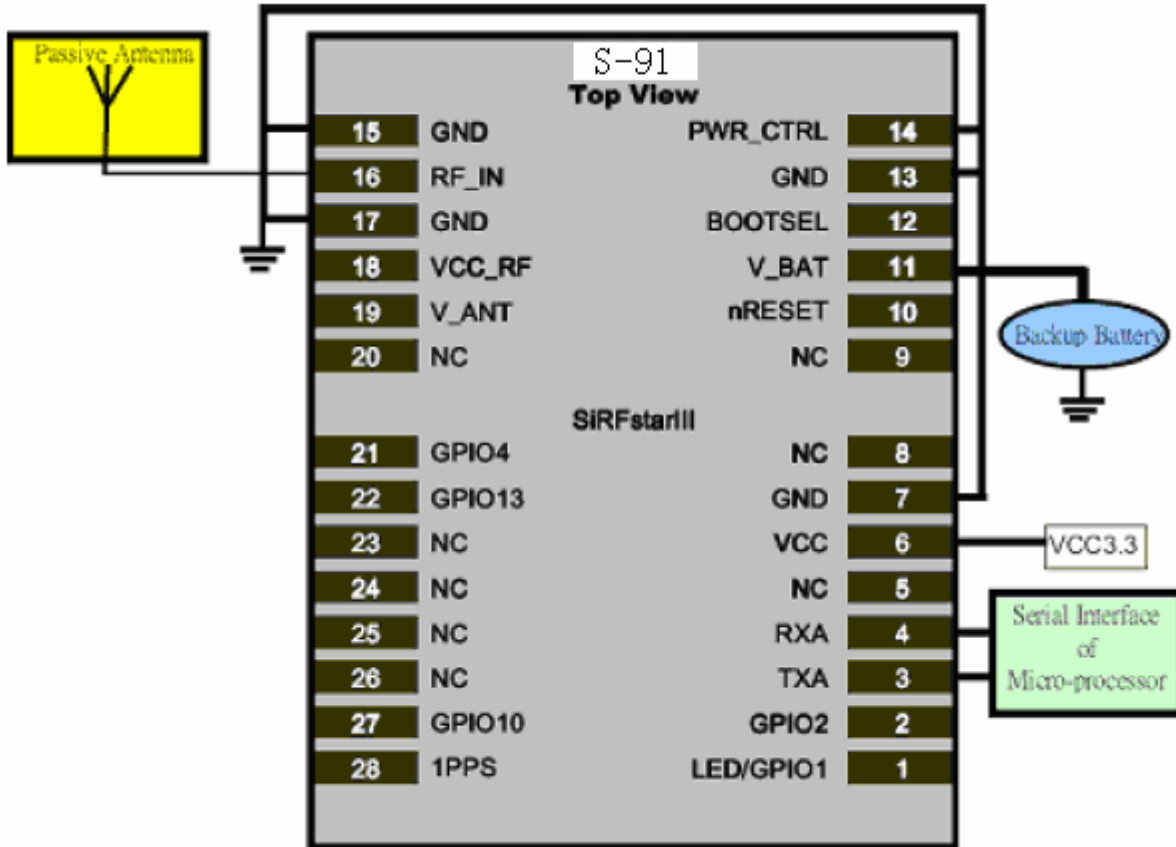 Passive Antenna
S-91
Top View
15 GND PWR_CTRL 14
16 RF_IN GND 13
17 GND BOOTSEL 12
18 VCC_RF V_BAT 11
19 V_ANT nRESET 10
20 NC NC 9
Backup Battery
SiRFstarIII
21 GPIO4 NC 8
22 GPIO13 GND 7
23 NC VCC 6
VCC3.3
24 NC NC 5
25 NC RXA 4
26 NC TXA 3
Serial Interface
of
Micro-processor
27 GPIO10 GPIO2 2
28 1PPS LED/GPIO1 1